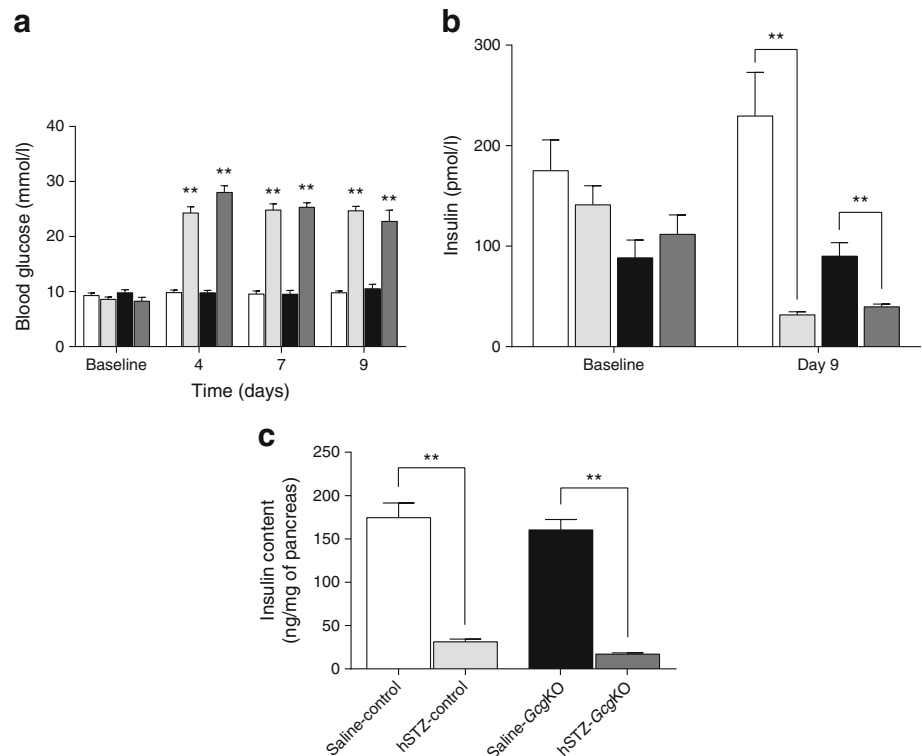 a
Blood glucose (mmol/l)
40
30
20
10
0
** ** ** ** ** **
Baseline 4 7 9
Time (days)
b
Insulin (pmol/l)
300
200
100
0
**
**
Baseline Day 9
c
Insulin content
(ng/mg of pancreas)
250
200
150
100
50
0
**
**
Saline-control
hSTZ-control
Saline-GcgKO
hSTZ-GcgKO